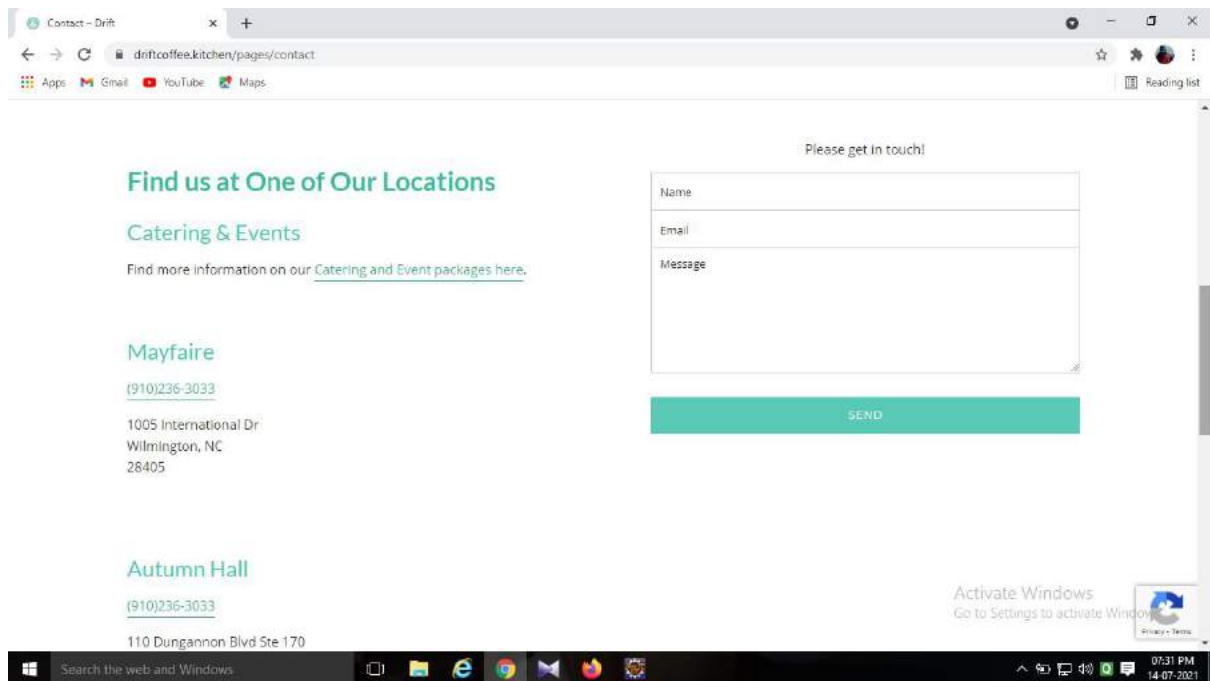 Contact – Drift
driftcoffee.kitchen/pages/contact
Apps Gmail YouTube Maps
Reading list
Find us at One of Our Locations
Catering & Events
Find more information on our Catering and Event packages here.
Mayfaire
(910)236-3033
1005 International Dr
Wilmington, NC
28405
Autumn Hall
(910)236-3033
110 Dungannon Blvd Ste 170
Please get in touch!
Name
Email
Message
SEND
Activate Windows
Go to Settings to activate Windows
Privacy - Terms
Search the web and Windows
07:31 PM
14-07-2021